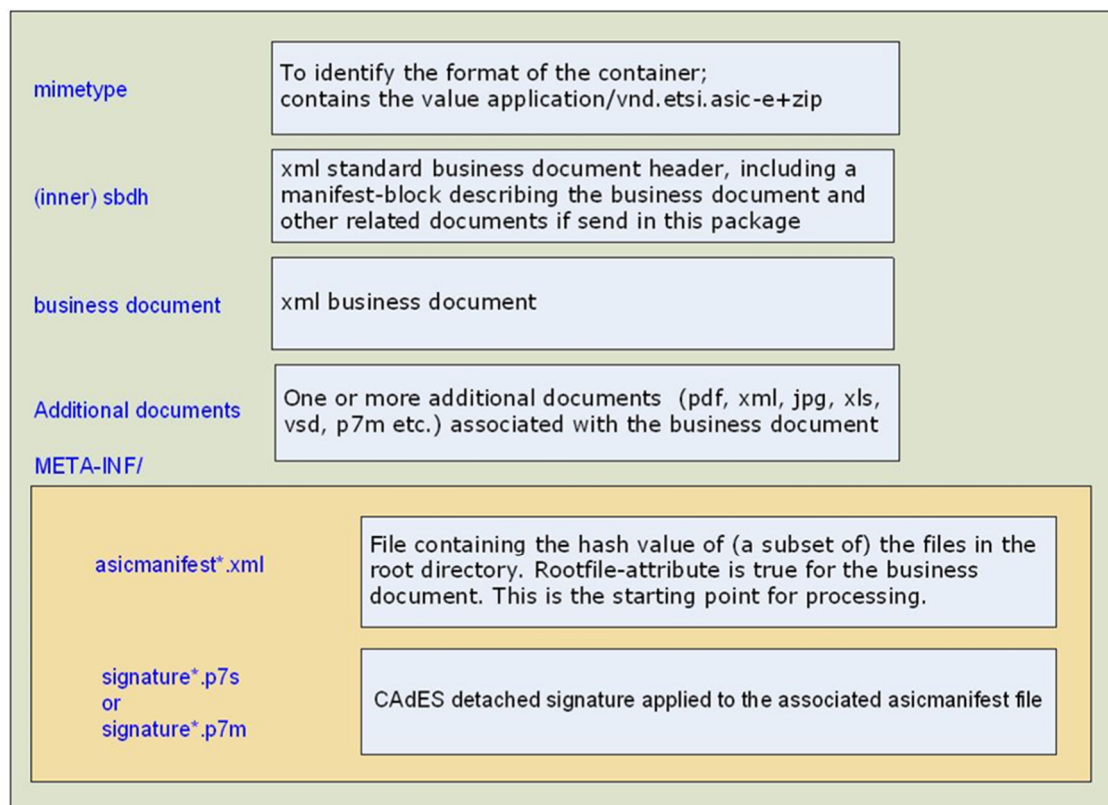 mimetype
To identify the format of the container;
contains the value application/vnd.etsi.asic-e+zip
(inner) sbdh
xml standard business document header, including a
manifest-block describing the business document and
other related documents if send in this package
business document
xml business document
Additional documents
One or more additional documents (pdf, xml, jpg, xls,
vsd, p7m etc.) associated with the business document
META-INF/
asicmanifest*.xml
File containing the hash value of (a subset of) the files in the
root directory. Rootfile-attribute is true for the business
document. This is the starting point for processing.
signature*.p7s
or
signature*.p7m
CAdES detached signature applied to the associated asicmanifest file